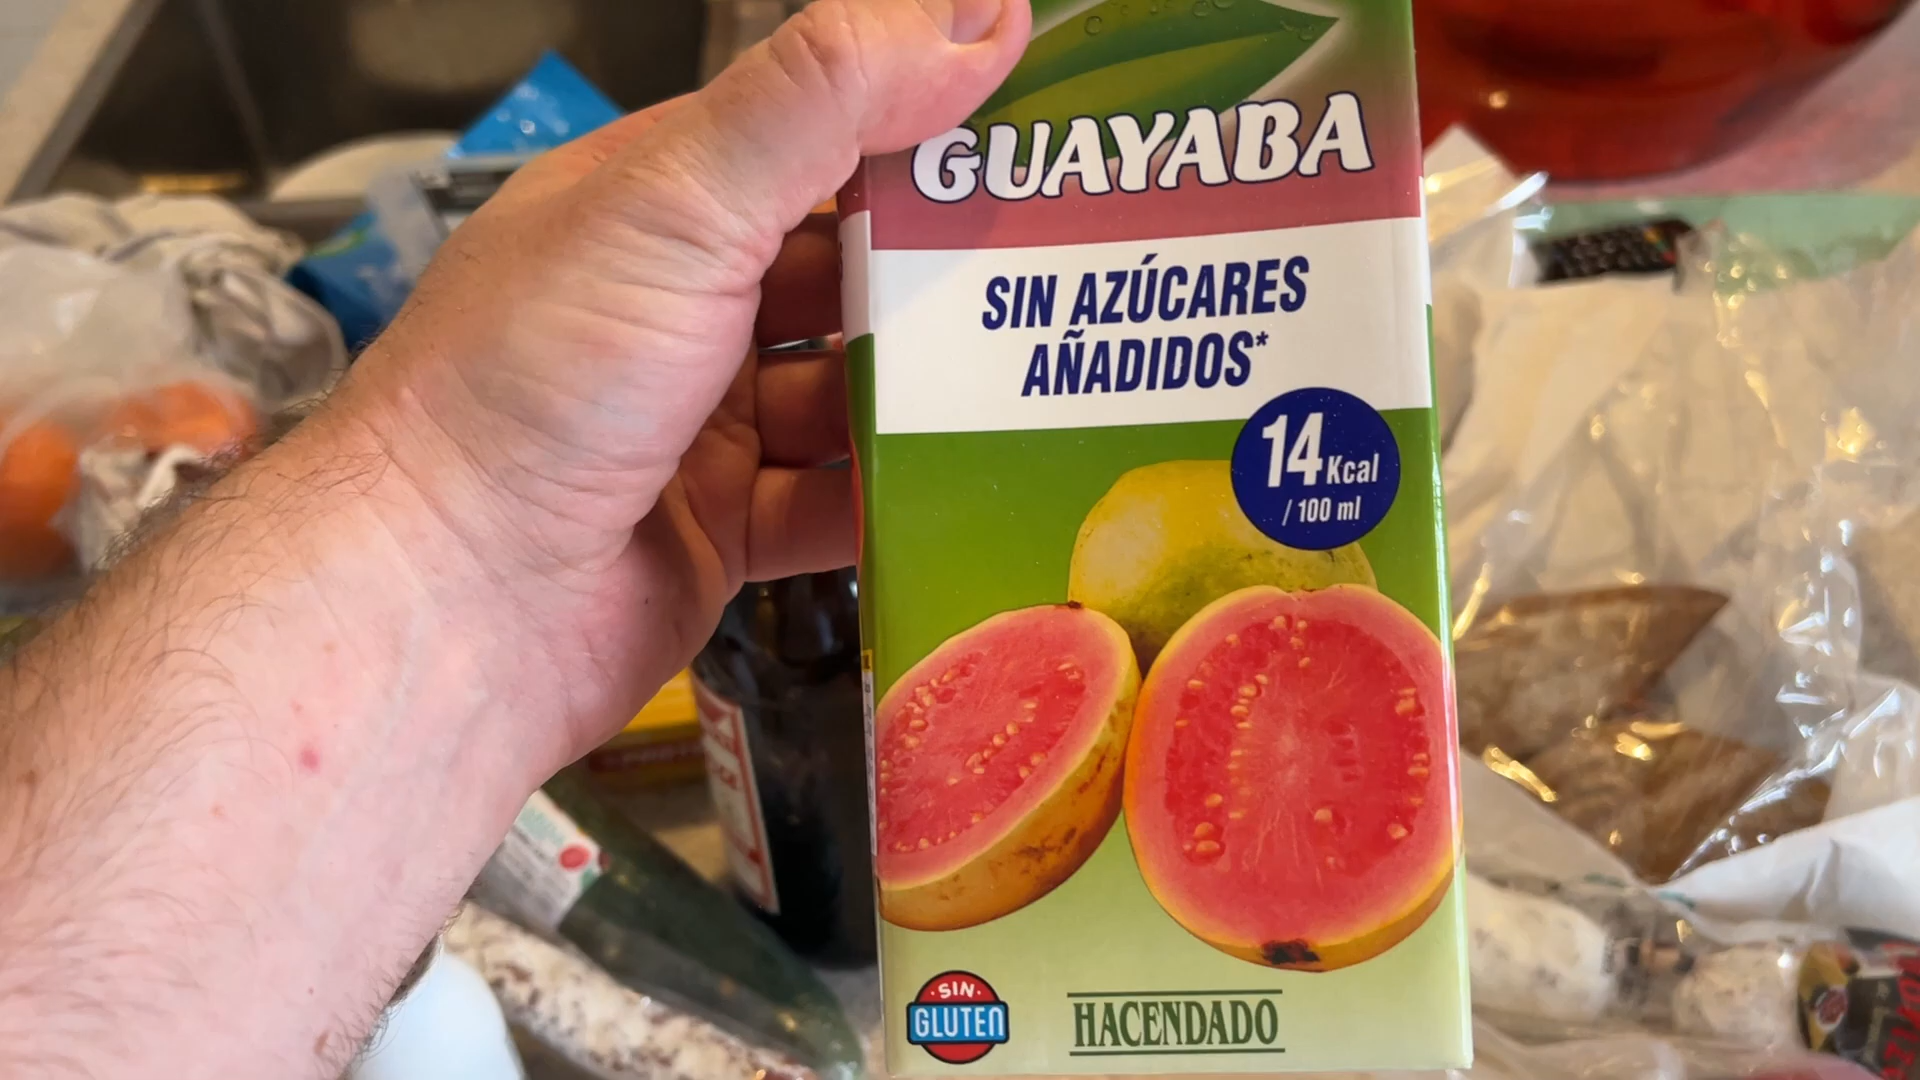 GUAYABA
SIN AZÚCARES
AÑADIDOS*
14 Kcal
/ 100 ml
·SIN·
GLUTEN
HACENDADO